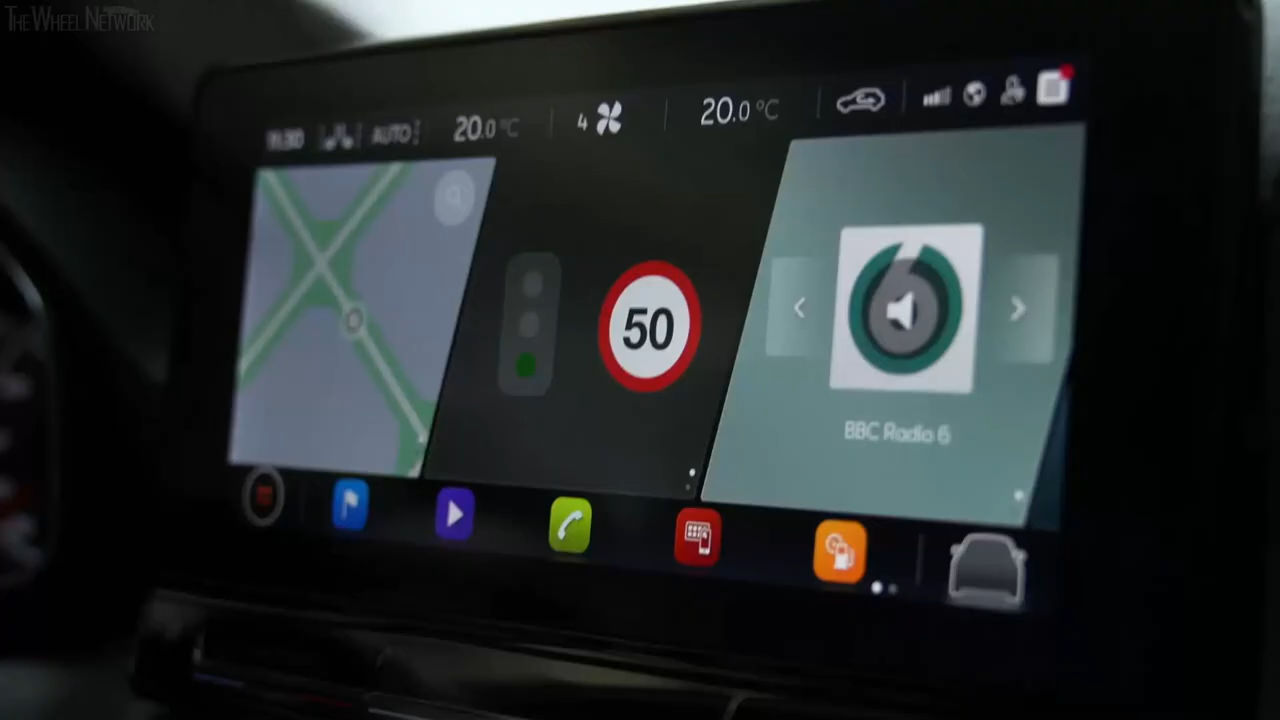 THE WHEEL NETWORK
AUTO
20.0 °C
4
20.0 °C
50
BBC Radio 6